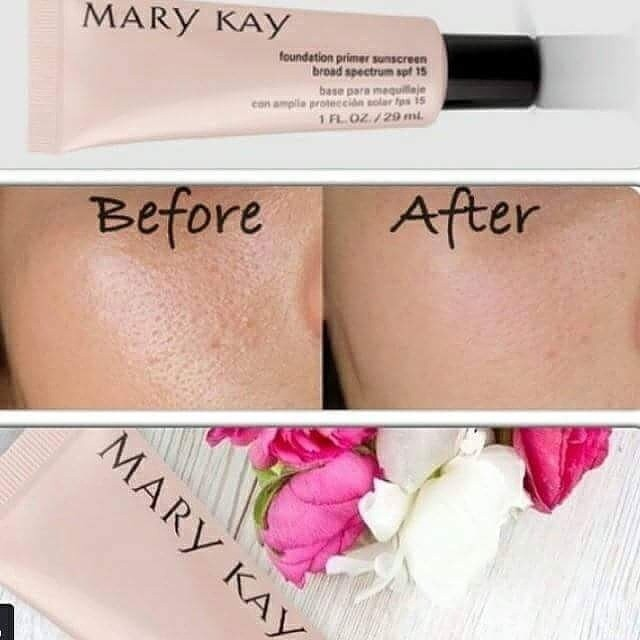 MARY KAY
foundation primer sunscreen
broad spectrum spf 15
base para maquillaje
con amplia protección solar fps 15
1 FL. OZ. / 29 mL
Before
After
MARY KAY